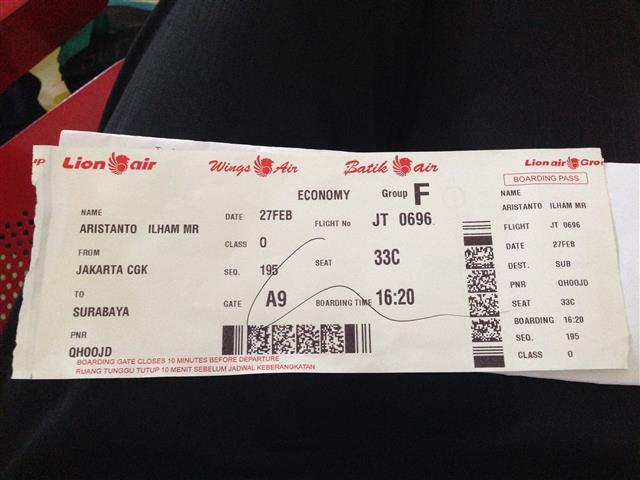 up Lion air Wings Air Batik air Lion air Gro
BOARDING PASS
ECONOMY Group F
NAME DATE 27FEB FLIGHT No JT 0696
ARISTANTO ILHAM MR CLASS O
FROM SEAT 33C
JAKARTA CGK SEQ. 195
TO GATE A9 BOARDING TIME 16:20
SURABAYA
PNR
QHOOJD
BOARDING GATE CLOSES 10 MINUTES BEFORE DEPARTURE
RUANG TUNGGU TUTUP 10 MENIT SEBELUM JADWAL KEBERANGKATAN
NAME
ARISTANTO ILHAM MR
FLIGHT JT 0696
DATE 27FEB
DEST. SUB
PNR QHOOJD
SEAT 33C
BOARDING 16:20
SEQ. 195
CLASS O